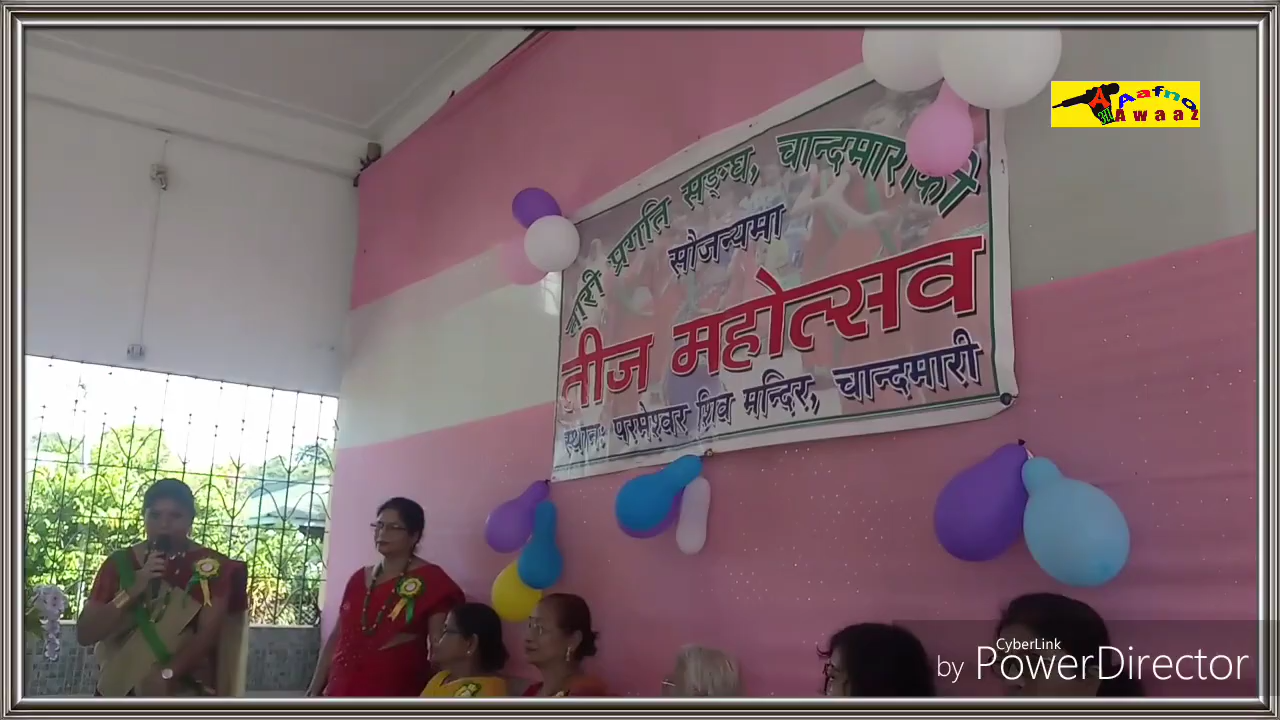 नारी प्रगति सङ्घ, चान्दमारीको
सौजन्यमा
तीज महोत्सव
स्थान: परमेश्वर शिव मन्दिर, चान्दमारी
Aafno
Awaaz
CyberLink
by PowerDirector